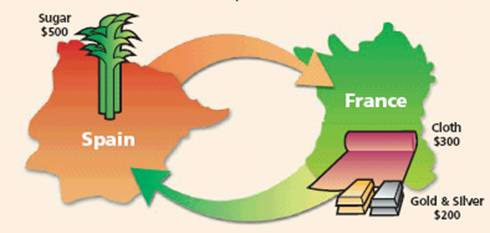 Sugar
$500
Spain
France
Cloth
$300
Gold & Silver
$200